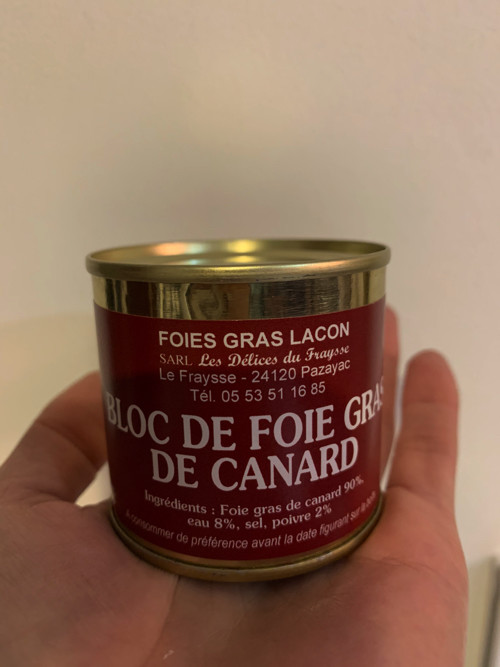 FOIES GRAS LACON
SARL Les Délices du Fraysse
Le Fraysse - 24120 Pazayac
Tél. 05 53 51 16 85
BLOC DE FOIE GRAS
DE CANARD
Ingrédients : Foie gras de canard 90%,
eau 8%, sel, poivre 2%
A consommer de préférence avant la date figurant sur la